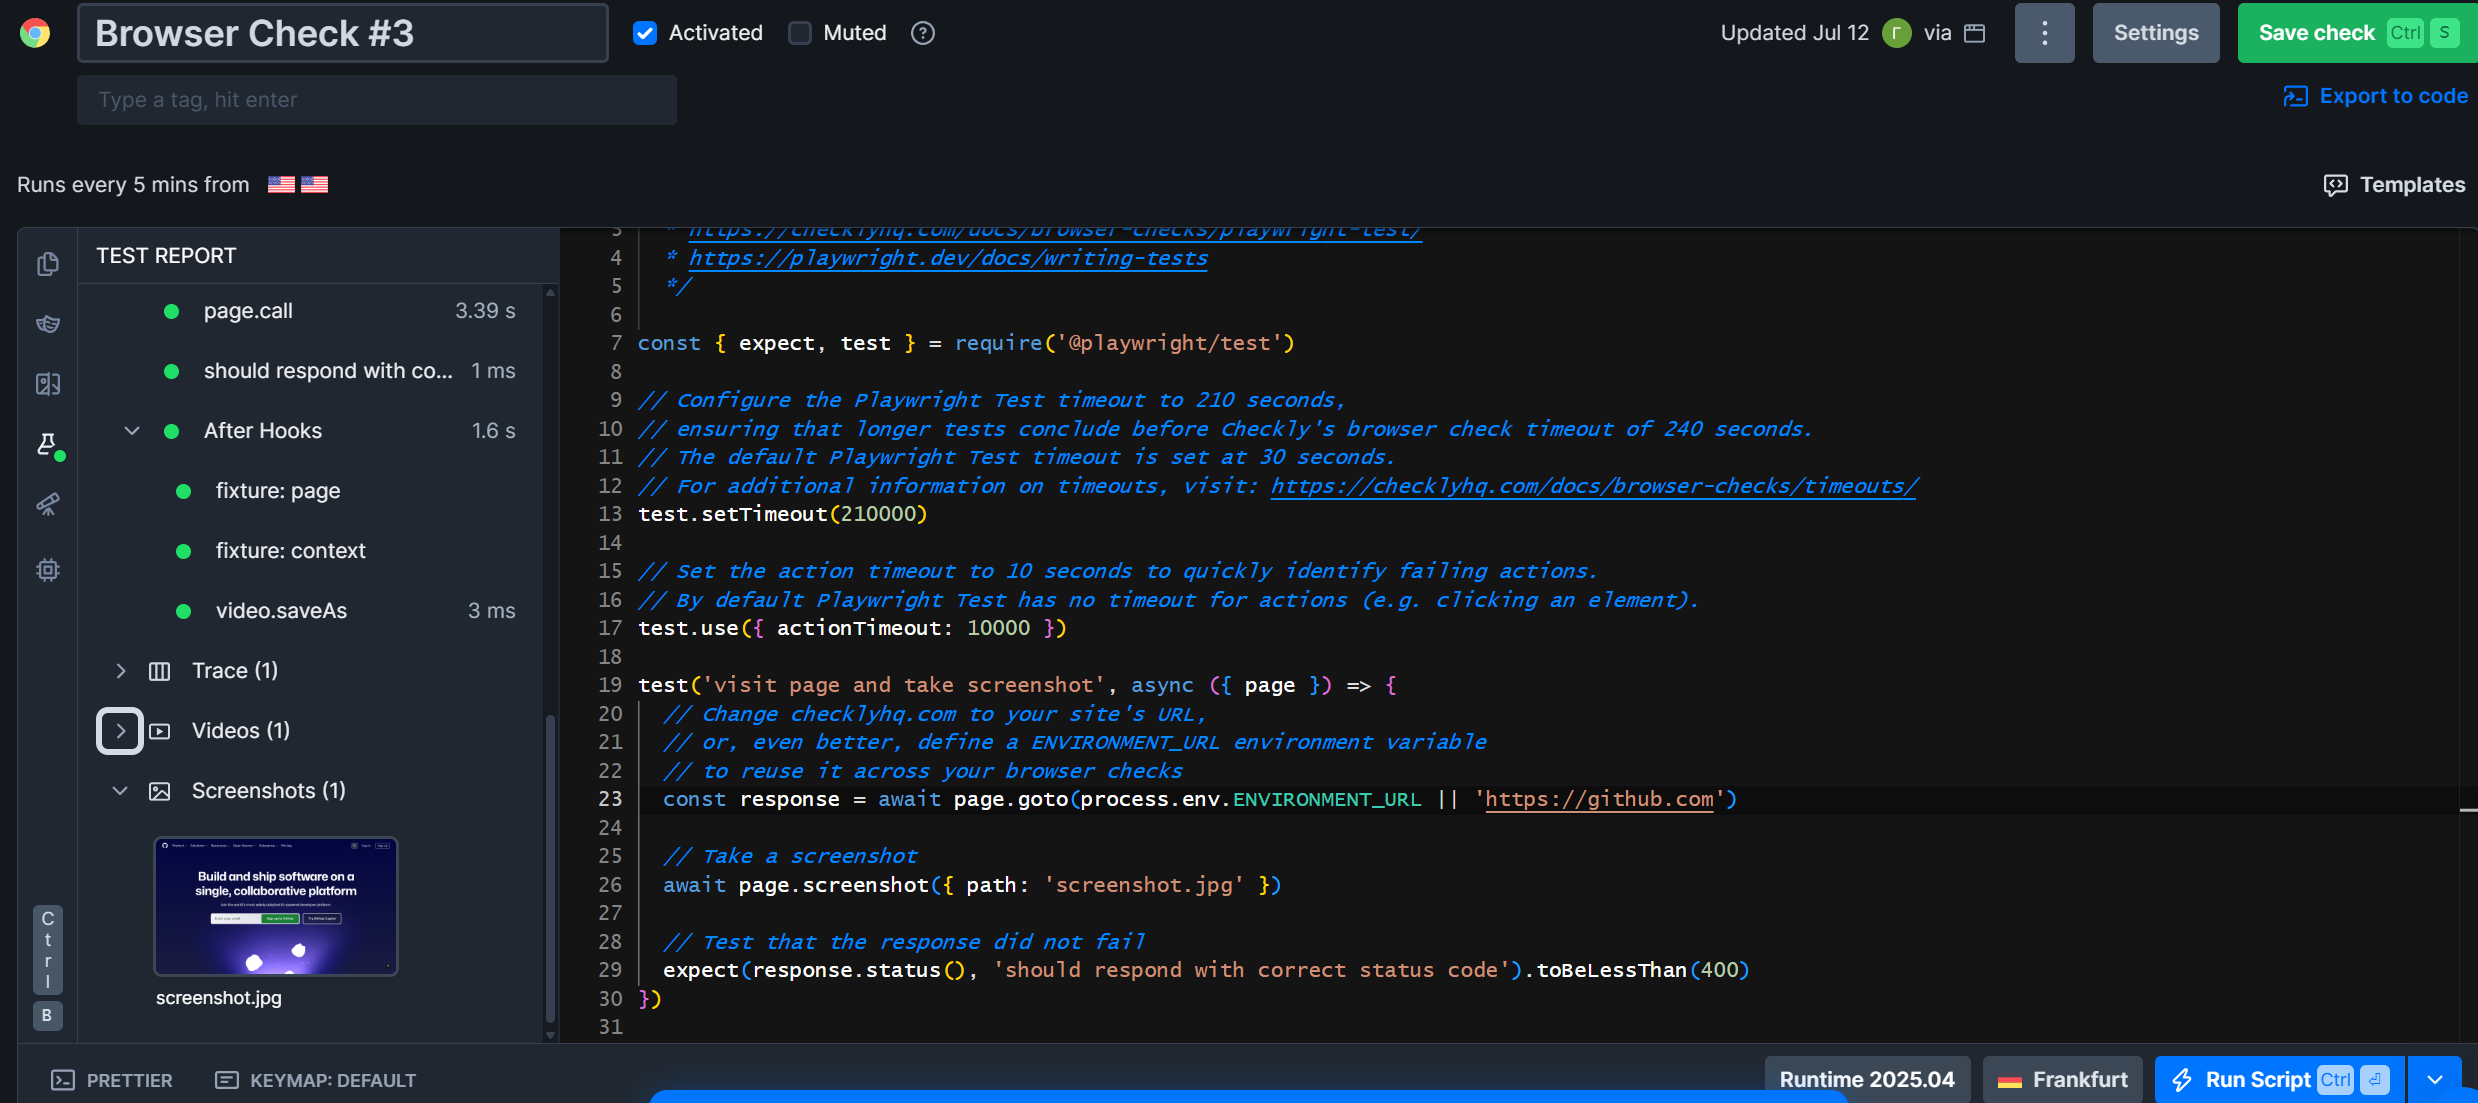 Browser Check #3
Activated
Muted
Updated Jul 12
Г
via
Settings
Save check Ctrl S
Type a tag, hit enter
Export to code
Runs every 5 mins from
Templates
TEST REPORT
page.call 3.39 s
should respond with co... 1 ms
After Hooks 1.6 s
fixture: page
fixture: context
video.saveAs 3 ms
Trace (1)
Videos (1)
Screenshots (1)
Build and ship software on a
single, collaborative platform
screenshot.jpg
Ctrl
B
3 * https://checklyhq.com/docs/browser-checks/playwright-test/
4 * https://playwright.dev/docs/writing-tests
5 */
6
7 const { expect, test } = require('@playwright/test')
8
9 // Configure the Playwright Test timeout to 210 seconds,
10 // ensuring that longer tests conclude before Checkly's browser check timeout of 240 seconds.
11 // The default Playwright Test timeout is set at 30 seconds.
12 // For additional information on timeouts, visit: https://checklyhq.com/docs/browser-checks/timeouts/
13 test.setTimeout(210000)
14
15 // Set the action timeout to 10 seconds to quickly identify failing actions.
16 // By default Playwright Test has no timeout for actions (e.g. clicking an element).
17 test.use({ actionTimeout: 10000 })
18
19 test('visit page and take screenshot', async ({ page }) => {
20 // Change checklyhq.com to your site's URL,
21 // or, even better, define a ENVIRONMENT_URL environment variable
22 // to reuse it across your browser checks
23 const response = await page.goto(process.env.ENVIRONMENT_URL || 'https://github.com')
24
25 // Take a screenshot
26 await page.screenshot({ path: 'screenshot.jpg' })
27
28 // Test that the response did not fail
29 expect(response.status(), 'should respond with correct status code').toBeLessThan(400)
30 })
31
PRETTIER
KEYMAP: DEFAULT
Runtime 2025.04
Frankfurt
Run Script Ctrl